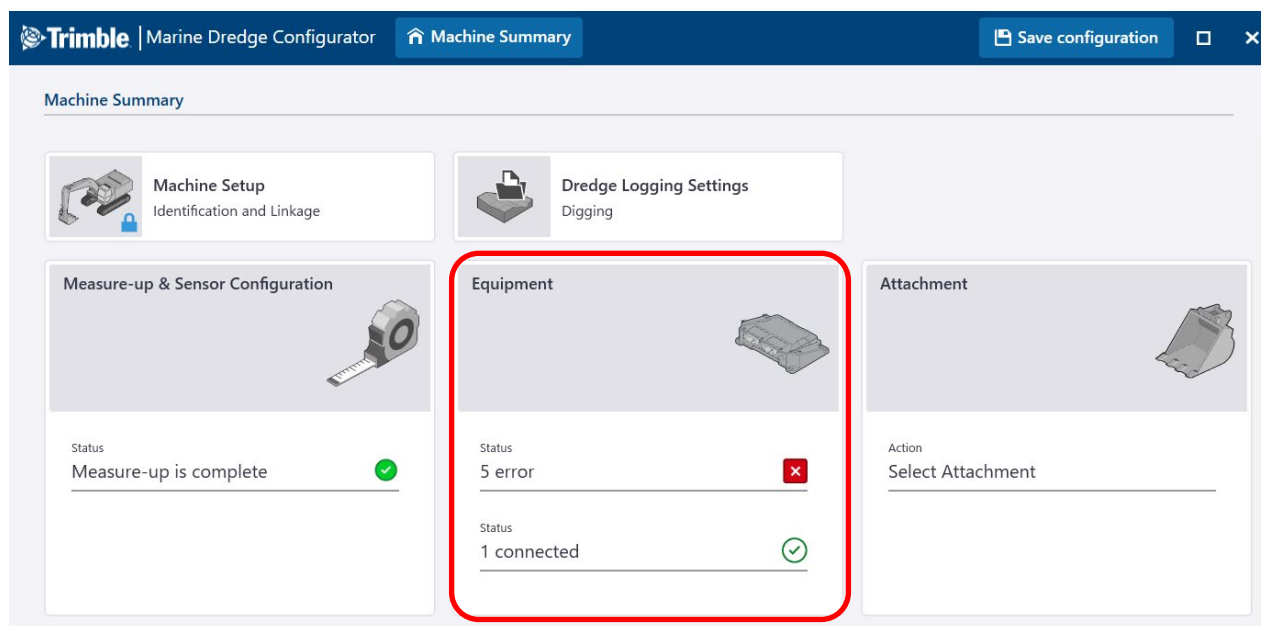 Trimble | Marine Dredge Configurator Machine Summary Save configuration
Machine Summary
Machine Setup
Identification and Linkage
Dredge Logging Settings
Digging
Measure-up & Sensor Configuration
Status
Measure-up is complete
Equipment
Status
5 error
Status
1 connected
Attachment
Action
Select Attachment